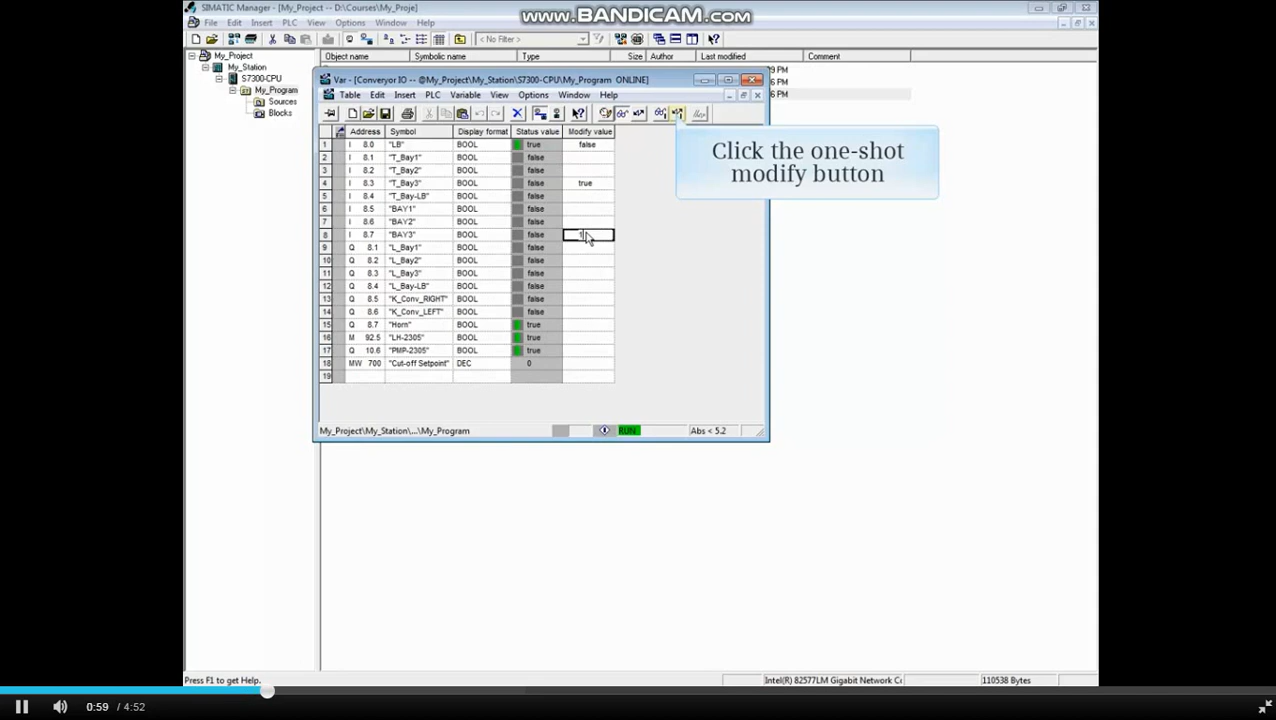 SIMATIC Manager - [My_Project -- D:\Courses\My_Proje]
www.BANDICAM.com
File Edit Insert PLC View Options Window Help
< No Filter >
My_Project
My_Station
S7300-CPU
My_Program
Sources
Blocks
Object name Symbolic name Type Size Author Last modified Comment
9 PM
6 PM
6 PM
Var - [Conveyor IO -- @My_Project\My_Station\S7300-CPU\My_Program ONLINE]
Table Edit Insert PLC Variable View Options Window Help
Address Symbol Display format Status value Modify value
1 I 8.0 "LB" BOOL true false
2 I 8.1 "T_Bay1" BOOL false
3 I 8.2 "T_Bay2" BOOL false
4 I 8.3 "T_Bay3" BOOL false true
5 I 8.4 "T_Bay-LB" BOOL false
6 I 8.5 "BAY1" BOOL false
7 I 8.6 "BAY2" BOOL false
8 I 8.7 "BAY3" BOOL false
9 Q 8.1 "L_Bay1" BOOL false
10 Q 8.2 "L_Bay2" BOOL false
11 Q 8.3 "L_Bay3" BOOL false
12 Q 8.4 "L_Bay-LB" BOOL false
13 Q 8.5 "K_Conv_RIGHT" BOOL false
14 Q 8.6 "K_Conv_LEFT" BOOL false
15 Q 8.7 "Horn" BOOL true
16 M 92.5 "LH-2305" BOOL true
17 Q 10.6 "PMP-2305" BOOL true
18 MW 700 "Cut-off Setpoint" DEC 0
19
Click the one-shot
modify button
My_Project\My_Station\...\My_Program RUN Abs < 5.2
Press F1 to get Help. Intel(R) 82577LM Gigabit Network Cc 110538 Bytes
0:59 / 4:52